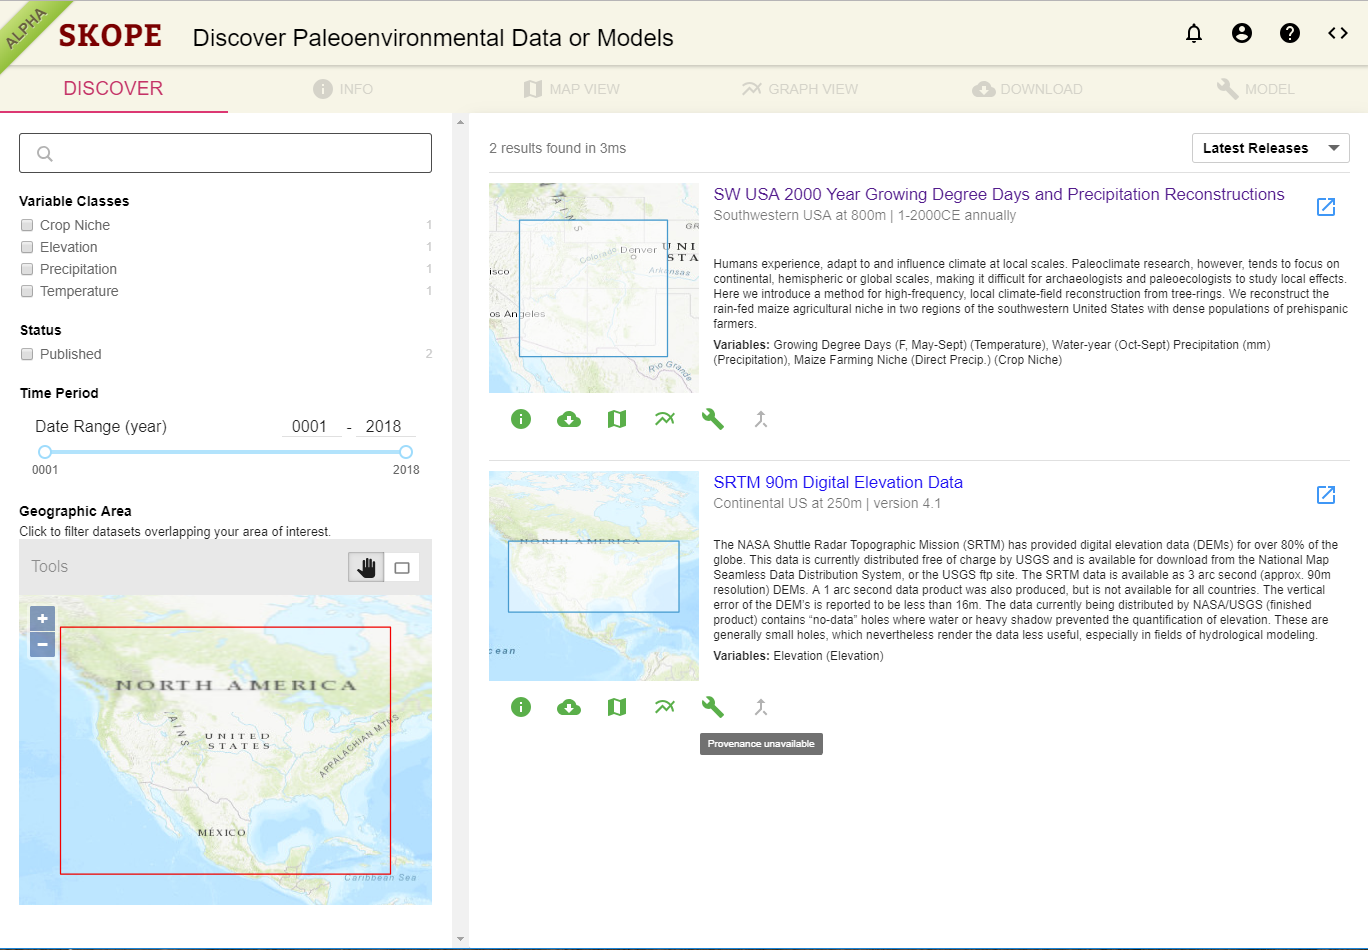 ALPHA
SKOPE
Discover Paleoenvironmental Data or Models
DISCOVER
INFO
MAP VIEW
GRAPH VIEW
DOWNLOAD
MODEL
Variable Classes
Crop Niche 1
Elevation 1
Precipitation 1
Temperature 1
Status
Published 2
Time Period
Date Range (year) 0001 - 2018
0001 2018
Geographic Area
Click to filter datasets overlapping your area of interest.
Tools
+
−
NORTH AMERICA
AINS
UNITED
STATES
APPALACHIAN MTNS
MÉXICO
Caribbean Sea
2 results found in 3ms
Latest Releases
AINS
GR
Denver
UNI
STA
Colorado
isco
Arkansas
os Angeles
Rio Grande
SW USA 2000 Year Growing Degree Days and Precipitation Reconstructions
Southwestern USA at 800m | 1-2000CE annually
Humans experience, adapt to and influence climate at local scales. Paleoclimate research, however, tends to focus on
continental, hemispheric or global scales, making it difficult for archaeologists and paleoecologists to study local effects.
Here we introduce a method for high-frequency, local climate-field reconstruction from tree-rings. We reconstruct the
rain-fed maize agricultural niche in two regions of the southwestern United States with dense populations of prehispanic
farmers.
Variables: Growing Degree Days (F, May-Sept) (Temperature), Water-year (Oct-Sept) Precipitation (mm)
(Precipitation), Maize Farming Niche (Direct Precip.) (Crop Niche)
NORTH AMERICA
cean
SRTM 90m Digital Elevation Data
Continental US at 250m | version 4.1
The NASA Shuttle Radar Topographic Mission (SRTM) has provided digital elevation data (DEMs) for over 80% of the
globe. This data is currently distributed free of charge by USGS and is available for download from the National Map
Seamless Data Distribution System, or the USGS ftp site. The SRTM data is available as 3 arc second (approx. 90m
resolution) DEMs. A 1 arc second data product was also produced, but is not available for all countries. The vertical
error of the DEM's is reported to be less than 16m. The data currently being distributed by NASA/USGS (finished
product) contains “no-data” holes where water or heavy shadow prevented the quantification of elevation. These are
generally small holes, which nevertheless render the data less useful, especially in fields of hydrological modeling.
Variables: Elevation (Elevation)
Provenance unavailable